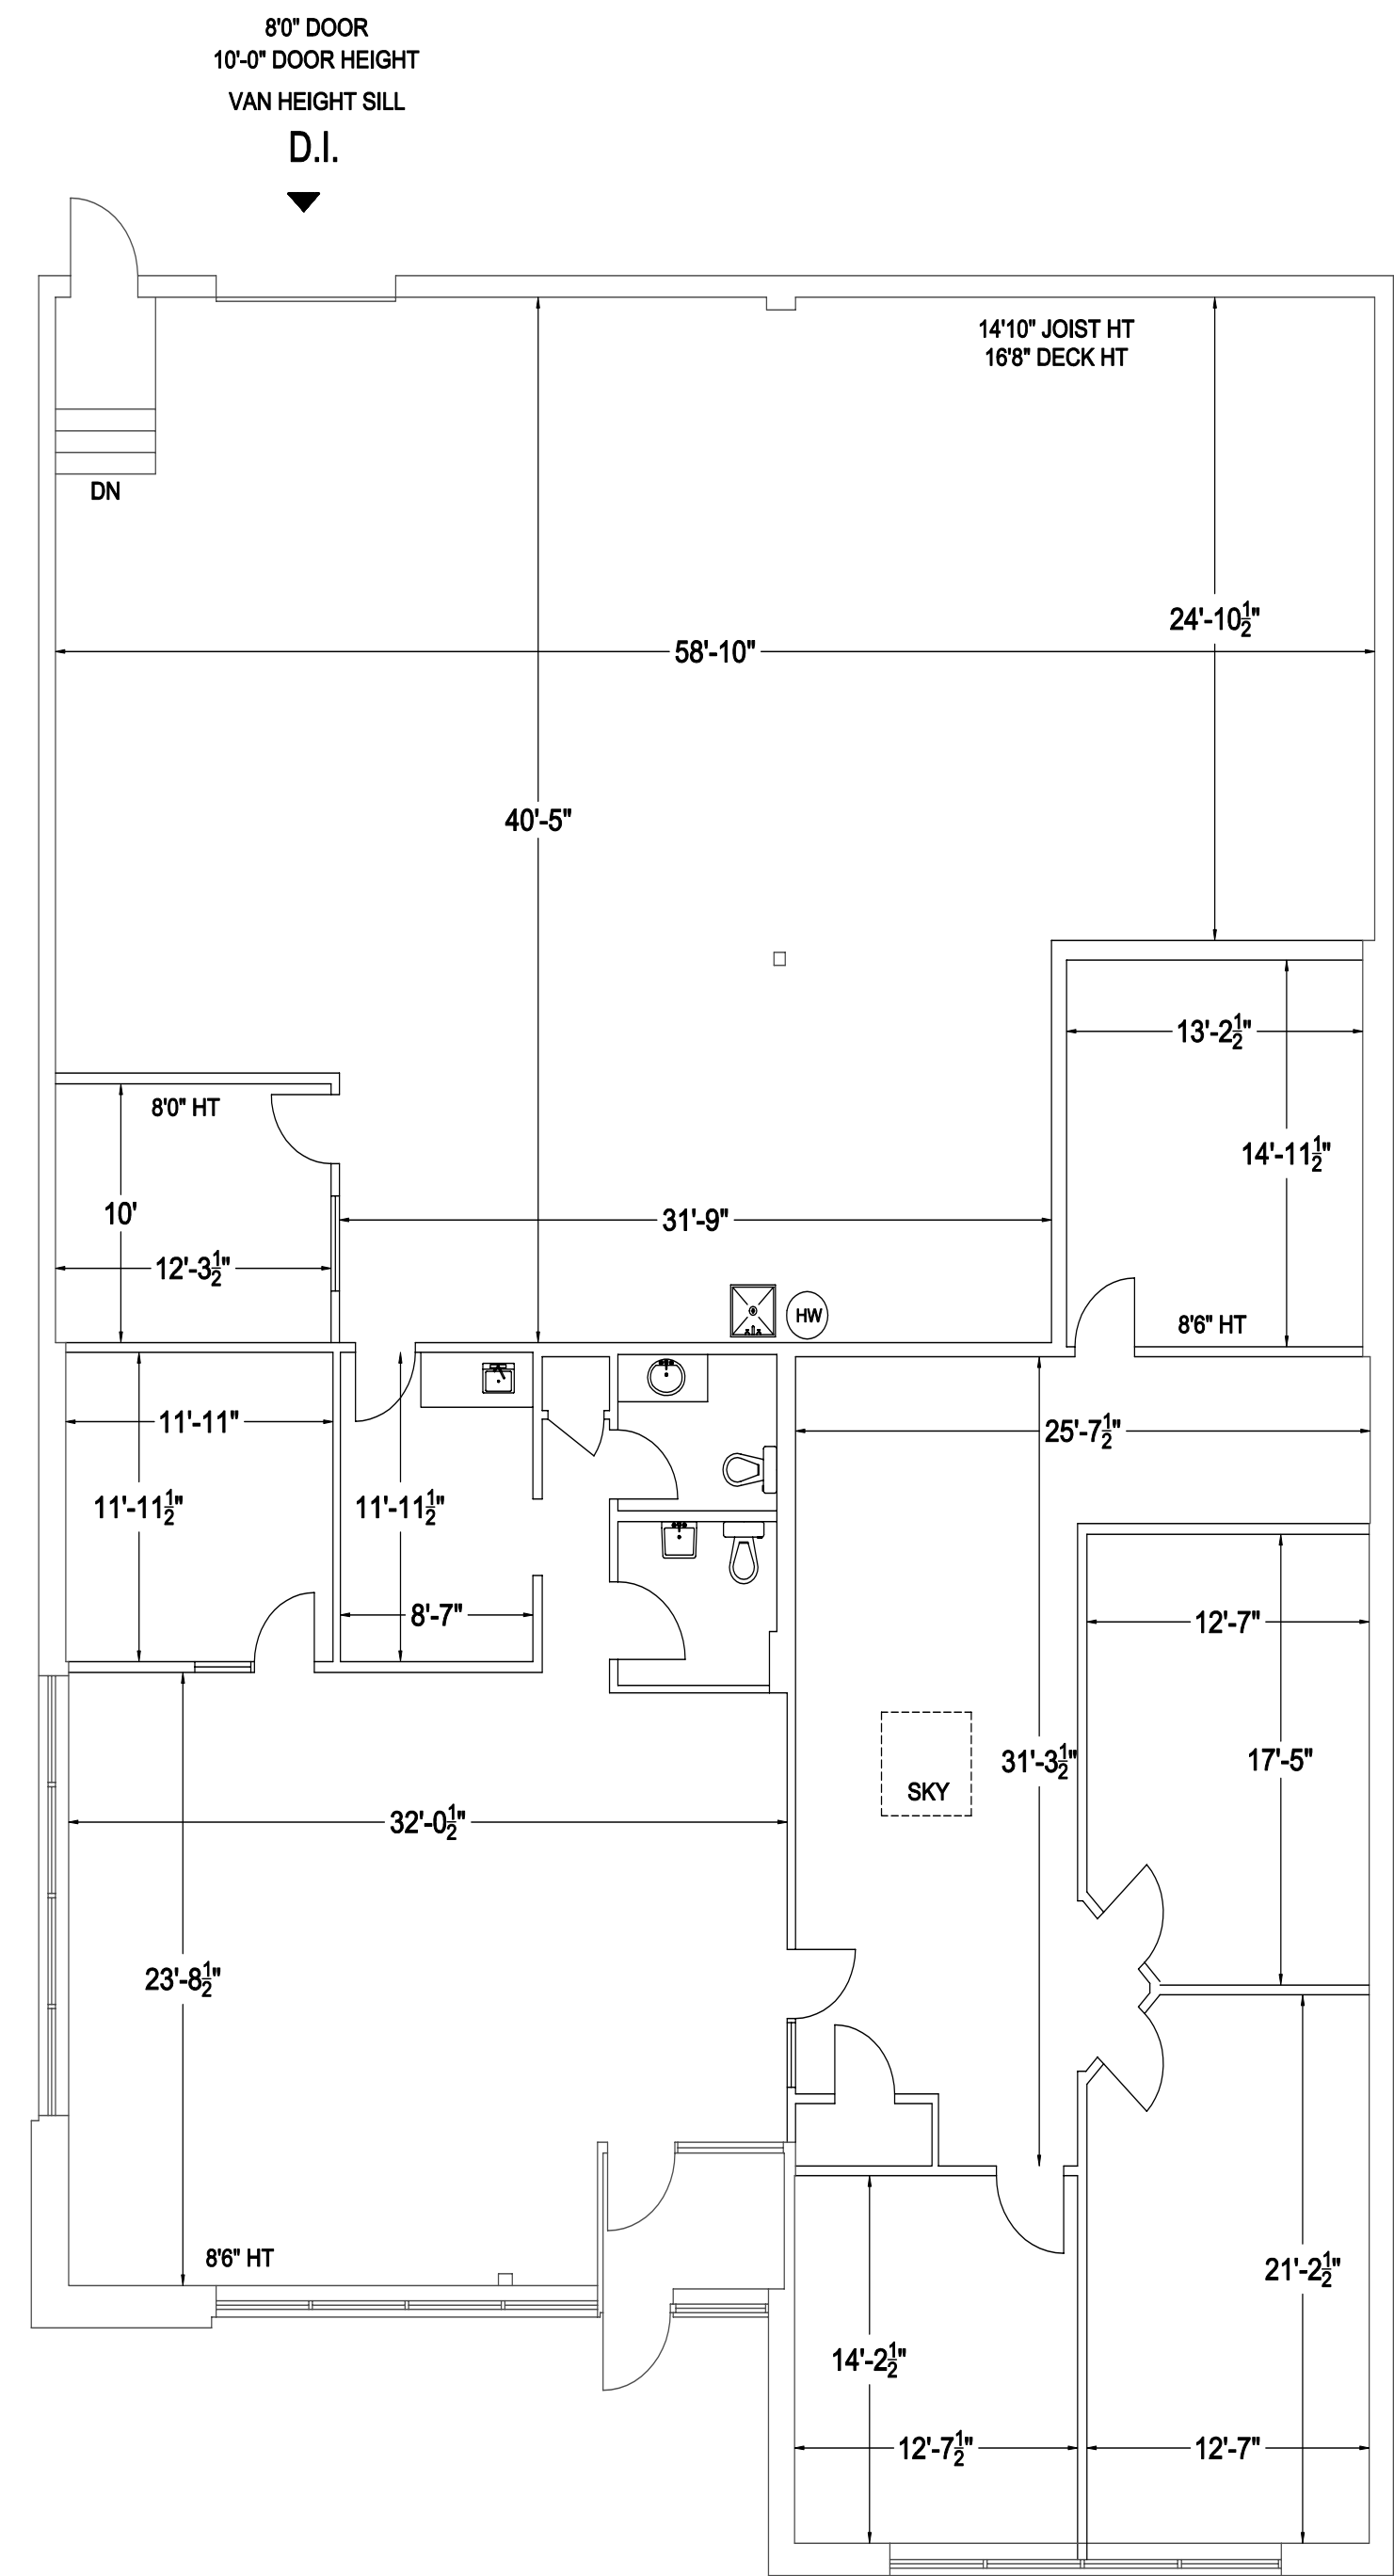 8'0" DOOR
10'-0" DOOR HEIGHT
VAN HEIGHT SILL
D.I.
14'10" JOIST HT
16'8" DECK HT
DN
24'-10½"
58'-10"
40'-5"
13'-2½"
8'0" HT
14'-11½"
10'
31'-9"
12'-3½"
HW
8'6" HT
11'-11"
25'-7½"
11'-11½"
11'-11½"
8'-7"
12'-7"
31'-3½"
17'-5"
SKY
32'-0½"
23'-8½"
8'6" HT
21'-2½"
14'-2½"
12'-7½"
12'-7"